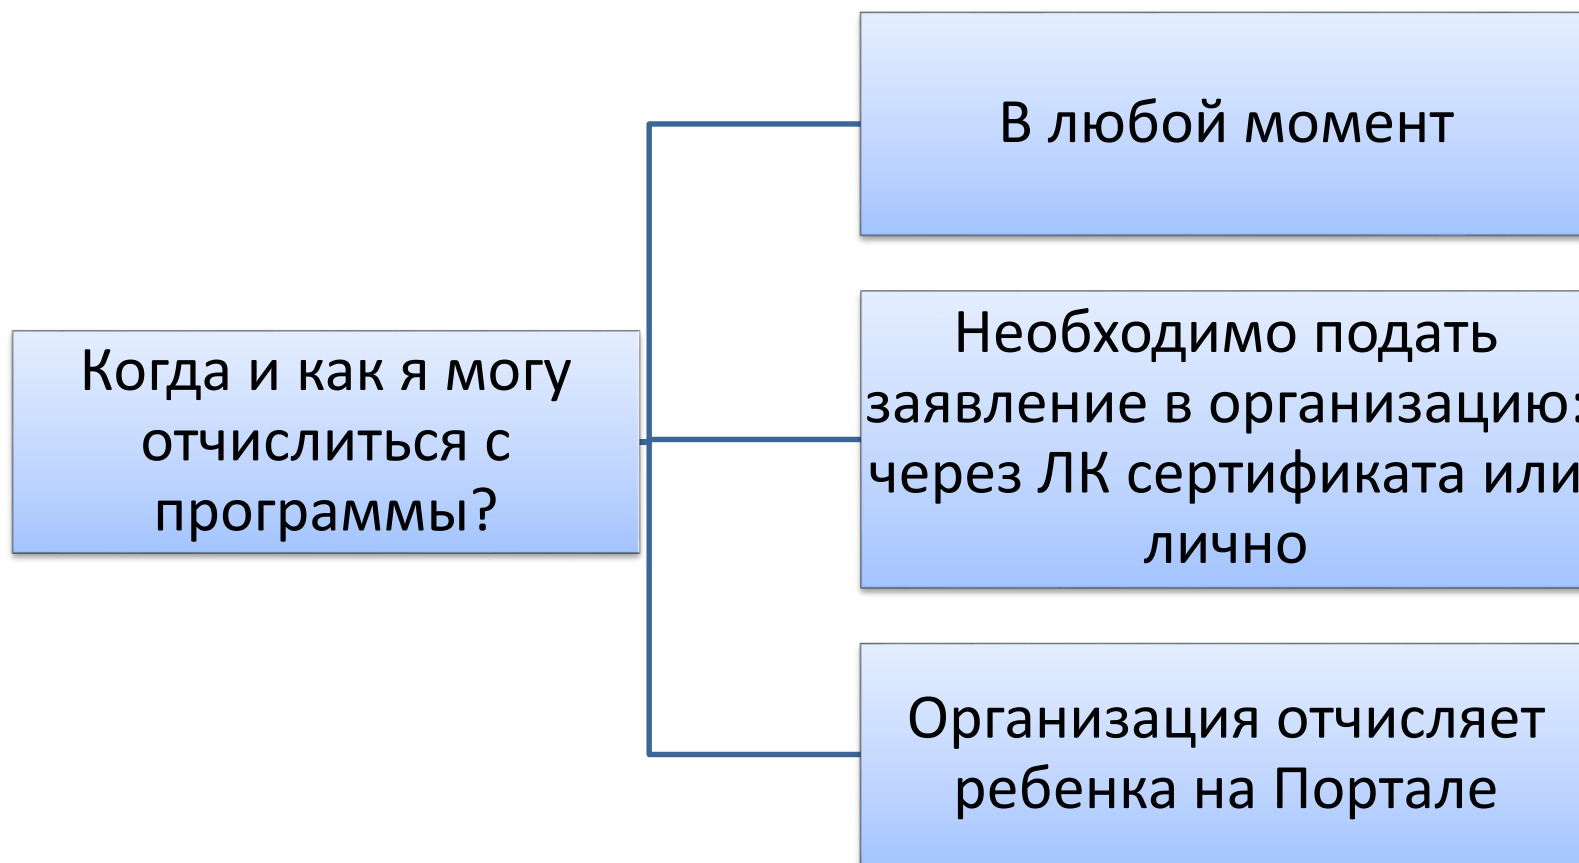 Когда и как я могу
отчислиться с
программы?
В любой момент
Необходимо подать
заявление в организацию:
через ЛК сертификата или
лично
Организация отчисляет
ребенка на Портале